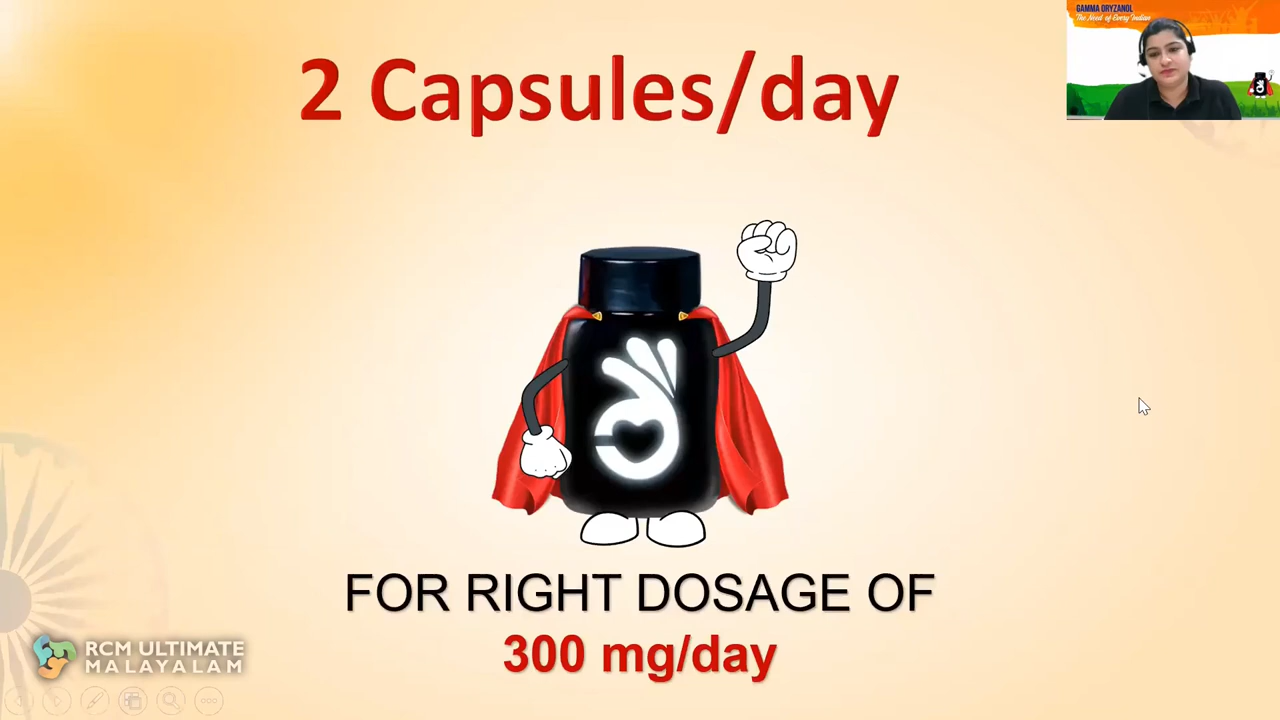 2 Capsules/day
GAMMA ORYZANOL
The Need of Every Indian
FOR RIGHT DOSAGE OF
300 mg/day
RCM ULTIMATE
MALAYALAM